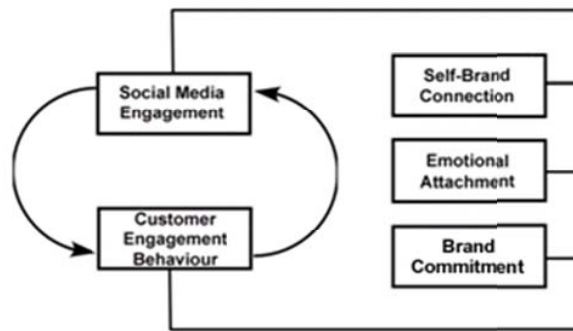 Social Media
Engagement
Self-Brand
Connection
Emotional
Attachment
Customer
Engagement
Behaviour
Brand
Commitment